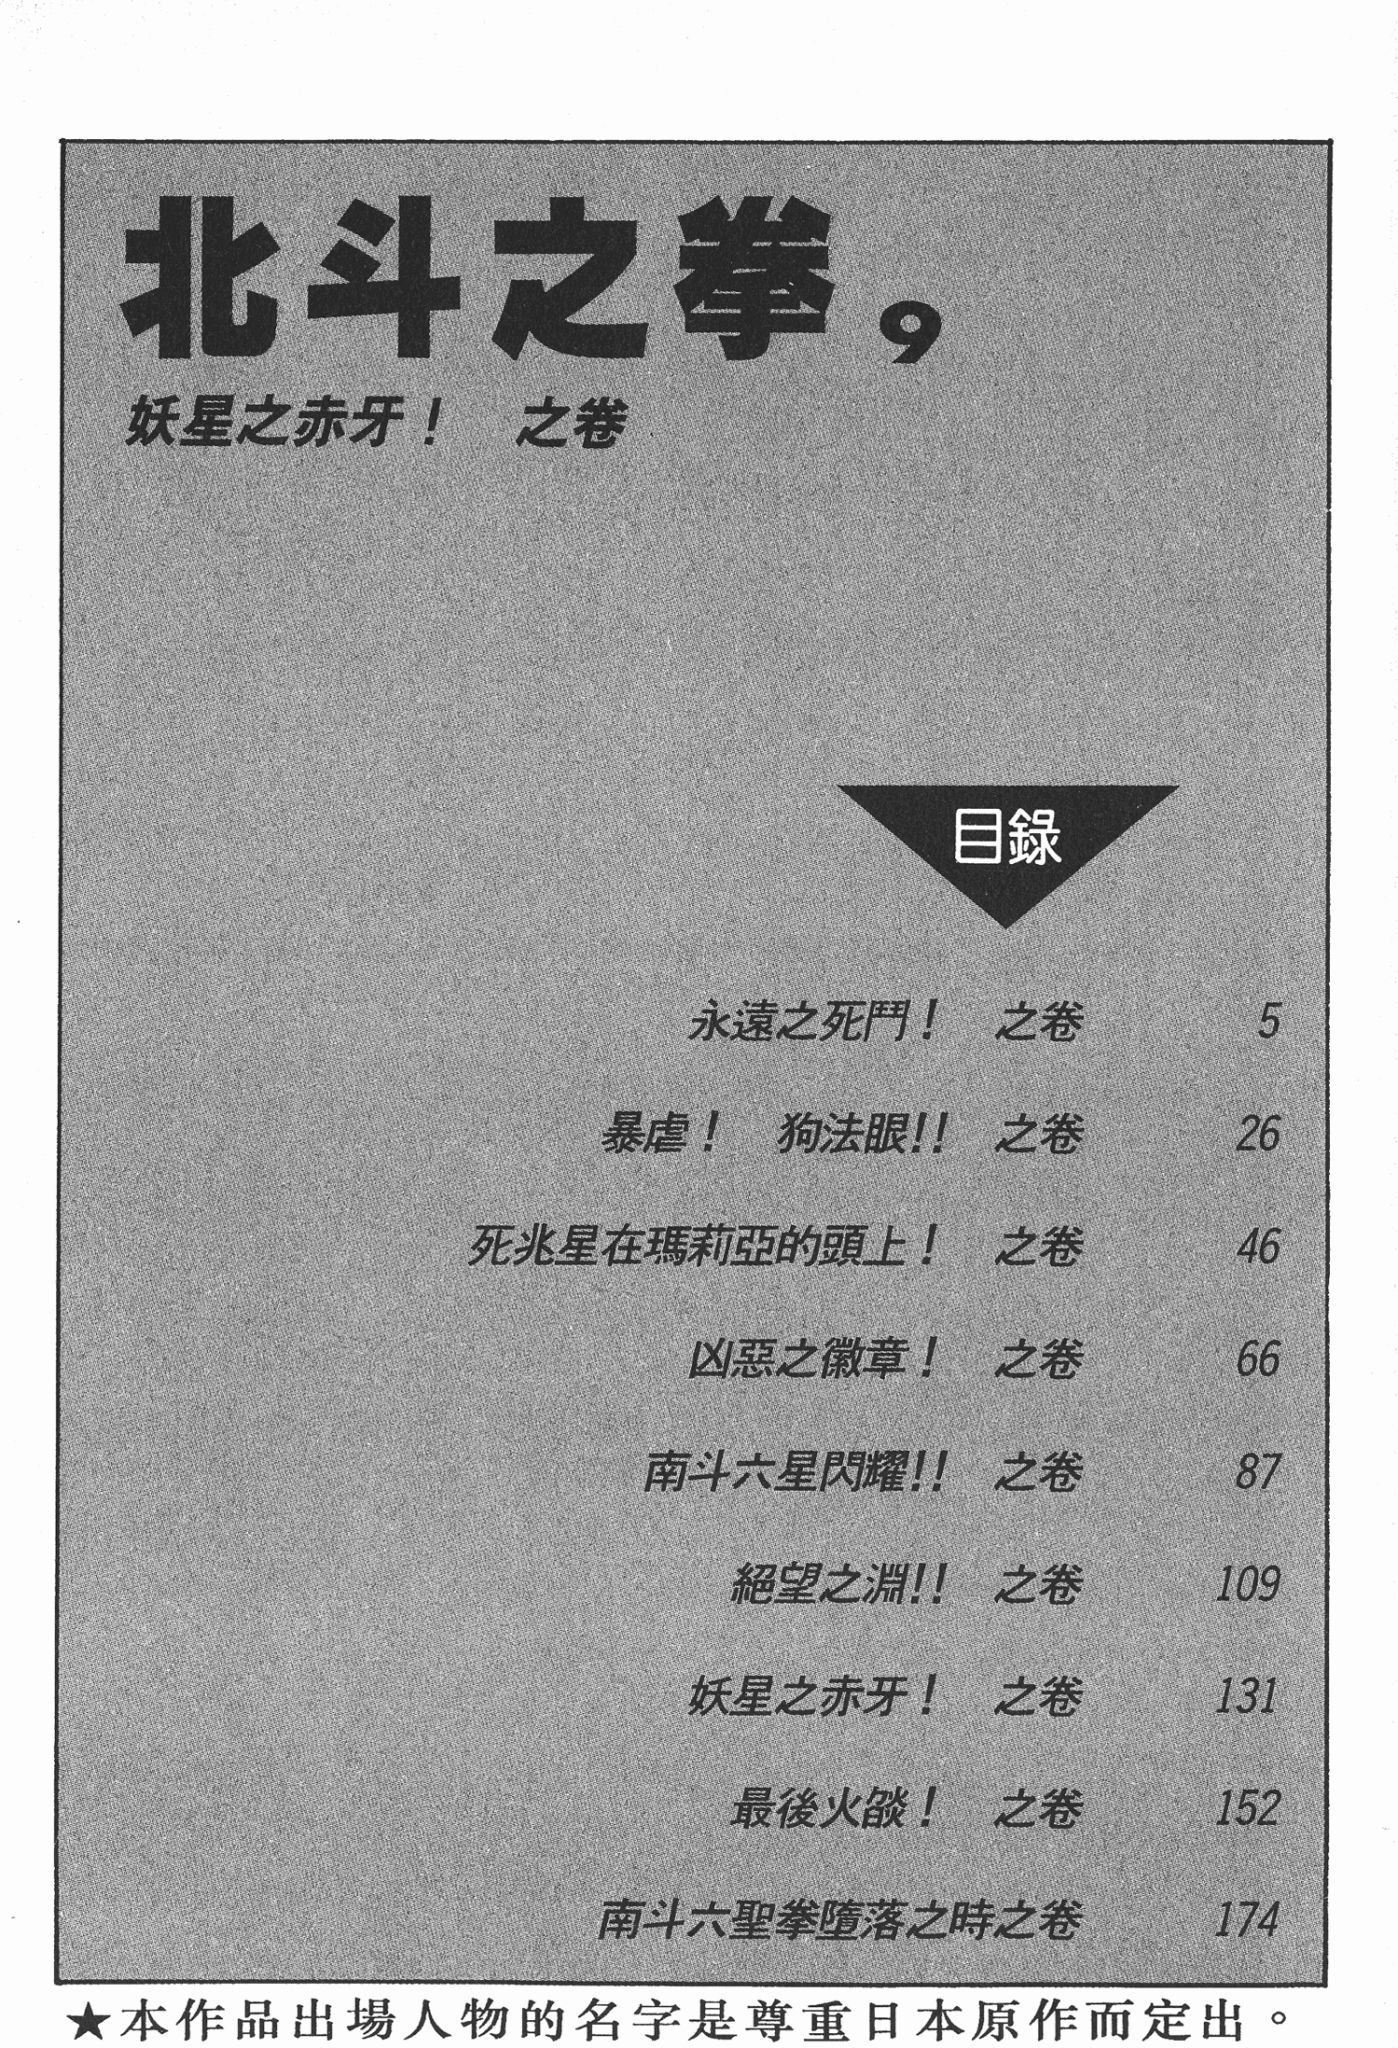 北斗之拳 9
妖星之赤牙！ 之卷
目錄
永遠之死鬥！ 之卷 5
暴虐！ 狗法眼!! 之卷 26
死兆星在瑪莉亞的頭上！ 之卷 46
凶惡之徽章！ 之卷 66
南斗六星閃耀!! 之卷 87
絕望之淵!! 之卷 109
妖星之赤牙！ 之卷 131
最後火燄！ 之卷 152
南斗六聖拳墮落之時之卷 174
★本作品出場人物的名字是尊重日本原作而定出。